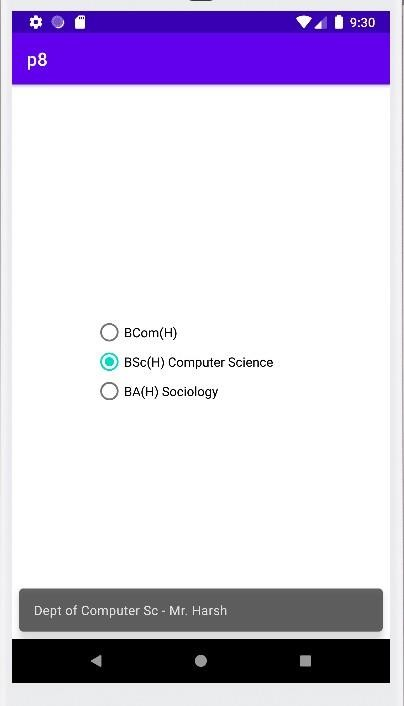 9:30
p8
BCom(H)
BSc(H) Computer Science
BA(H) Sociology
Dept of Computer Sc - Mr. Harsh